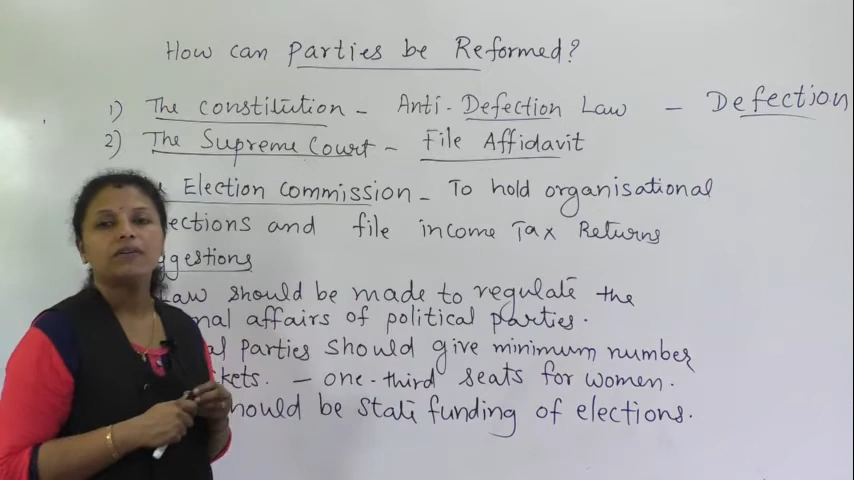 How can Parties be Reformed?
1) The Constitution - Anti-Defection Law - Defection
2) The Supreme Court - File Affidavit
Election Commission - To hold organisational
ections and file income Tax Returns
ggestions
Law should be made to regulate the
nal affairs of political parties.
al parties should give minimum number
kets. - one-third seats for women.
hould be State funding of elections.